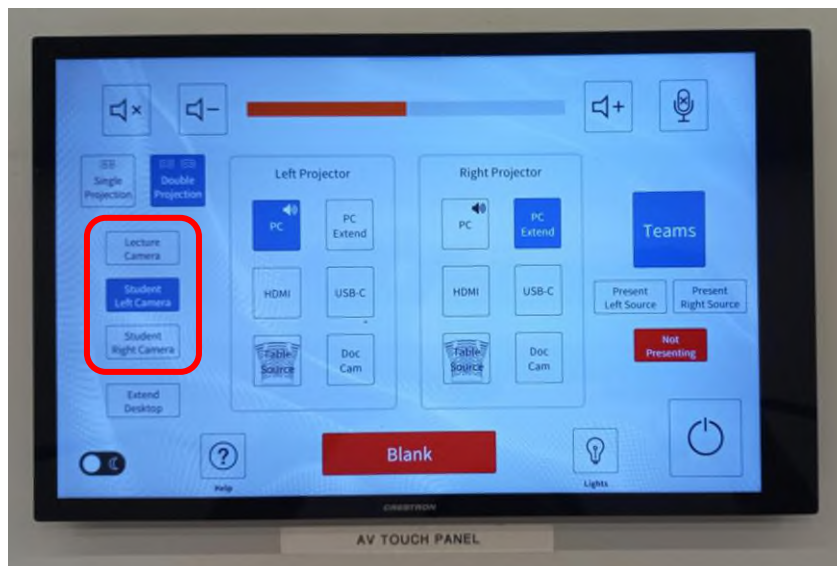 Single
Projection
Double
Projection
Left Projector
Right Projector
PC
PC
Extend
PC
PC
Extend
Teams
Lecture
Camera
Student
Left Camera
HDMI
USB-C
HDMI
USB-C
Present
Left Source
Present
Right Source
Student
Right Camera
Table
Source
Doc
Cam
Table
Source
Doc
Cam
Not
Presenting
Extend
Desktop
Blank
Help
Lights
CRESTRON
AV TOUCH PANEL